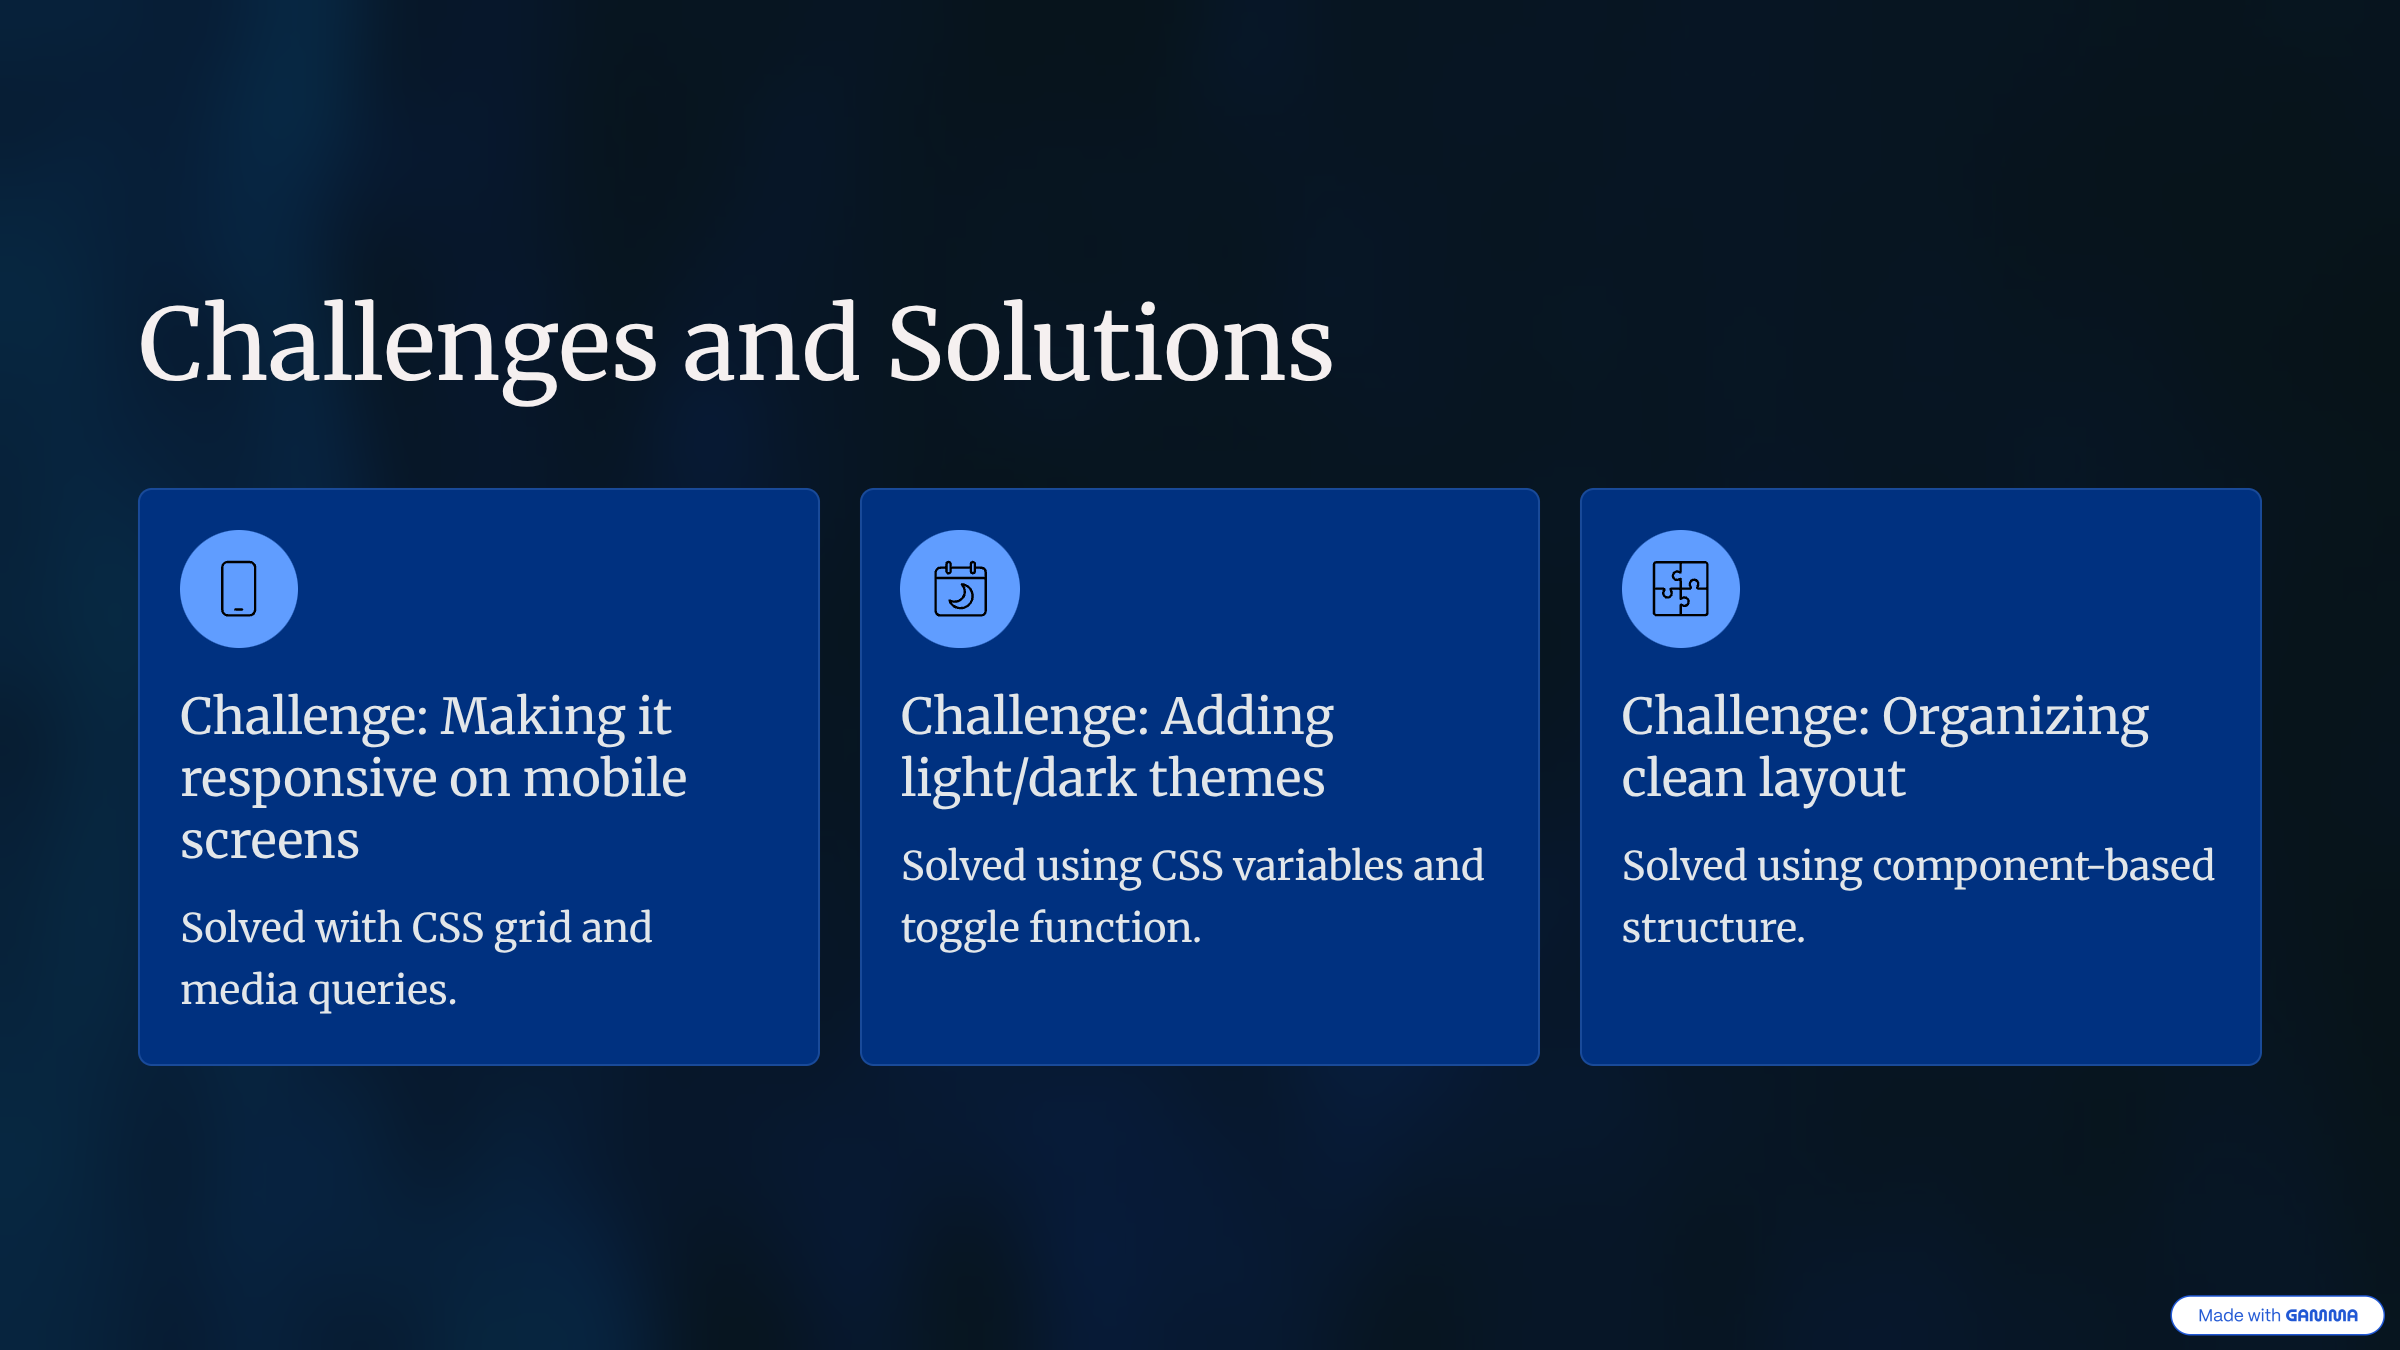 Challenges and Solutions
Challenge: Making it
responsive on mobile
screens
Solved with CSS grid and
media queries.
Challenge: Adding
light/dark themes
Solved using CSS variables and
toggle function.
Challenge: Organizing
clean layout
Solved using component-based
structure.
Made with GAMMA